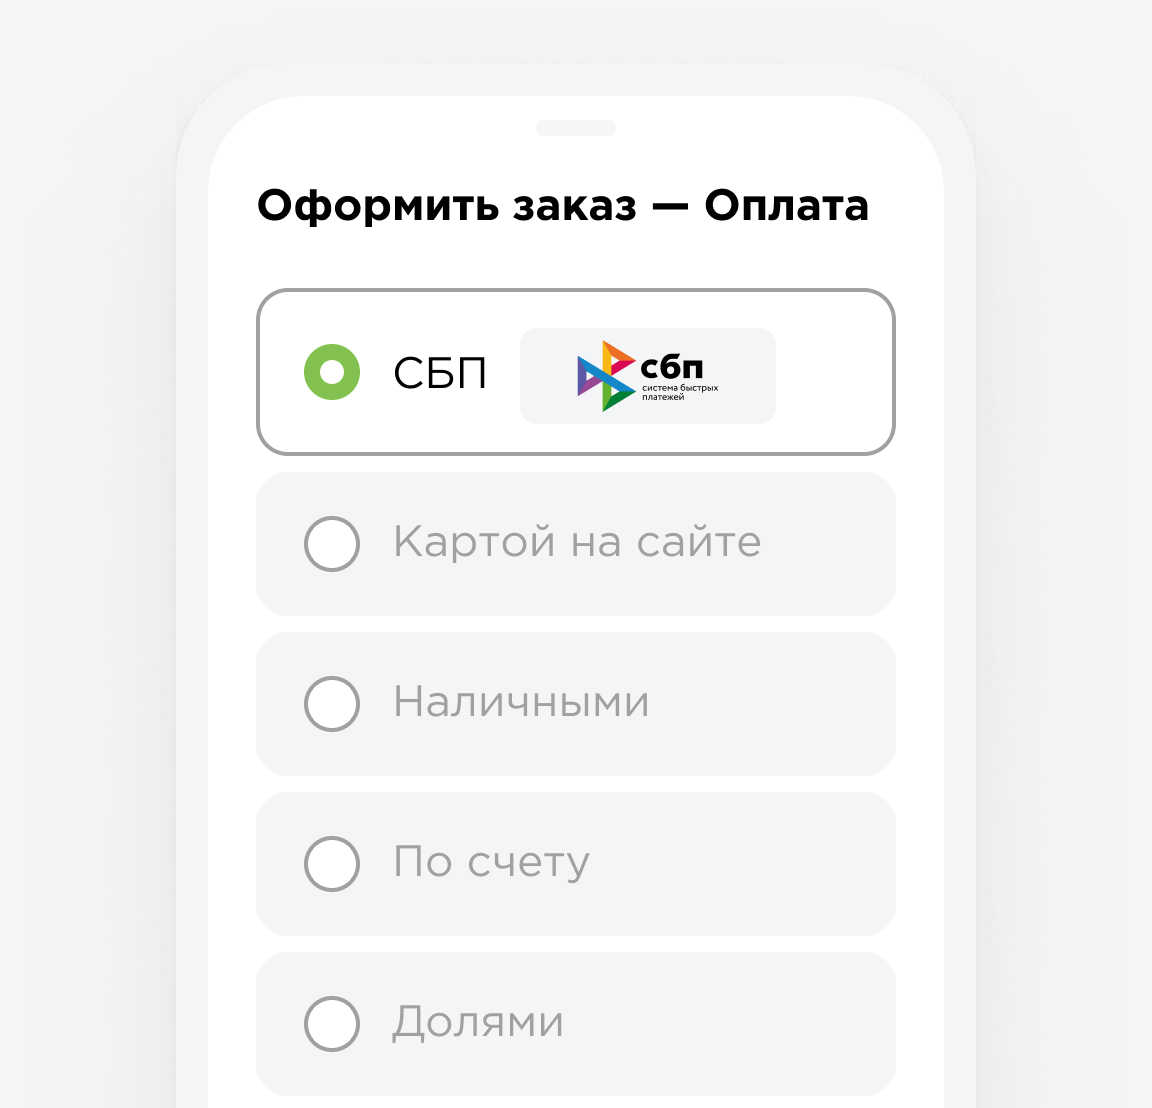 Оформить заказ — Оплата
СБП
сбп
система быстрых
платежей
Картой на сайте
Наличными
По счету
Долями